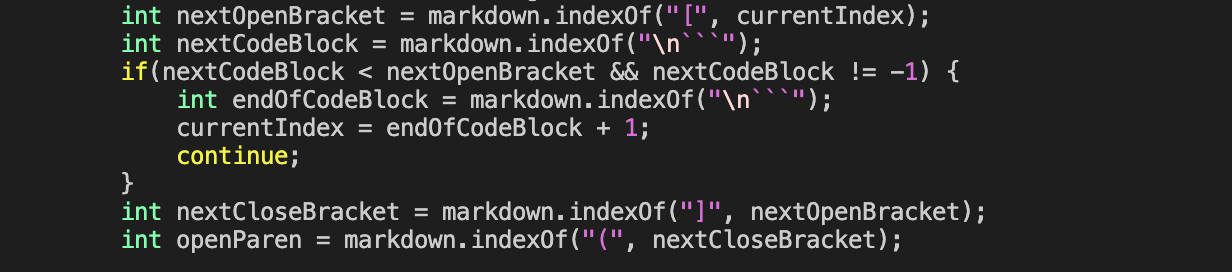 int nextOpenBracket = markdown.indexOf("[", currentIndex);
int nextCodeBlock = markdown.indexOf("\n```");
if(nextCodeBlock < nextOpenBracket && nextCodeBlock != -1) {
    int endOfCodeBlock = markdown.indexOf("\n```");
    currentIndex = endOfCodeBlock + 1;
    continue;
}
int nextCloseBracket = markdown.indexOf("]", nextOpenBracket);
int openParen = markdown.indexOf("(", nextCloseBracket);